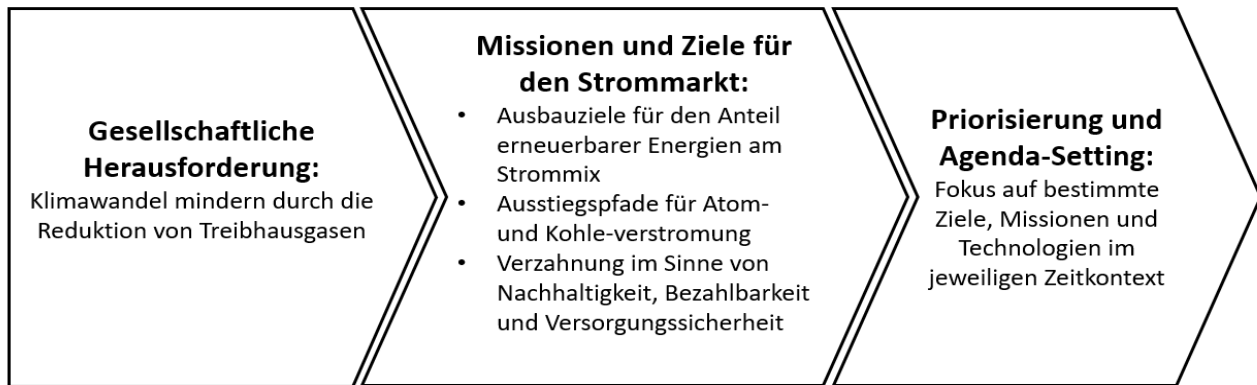 Gesellschaftliche
Herausforderung:
Klimawandel mindern durch die
Reduktion von Treibhausgasen
Missionen und Ziele für
den Strommarkt:
• Ausbauziele für den Anteil
erneuerbarer Energien am
Strommix
• Ausstiegspfade für Atom-
und Kohle-verstromung
• Verzahnung im Sinne von
Nachhaltigkeit, Bezahlbarkeit
und Versorgungssicherheit
Priorisierung und
Agenda-Setting:
Fokus auf bestimmte
Ziele, Missionen und
Technologien im
jeweiligen Zeitkontext